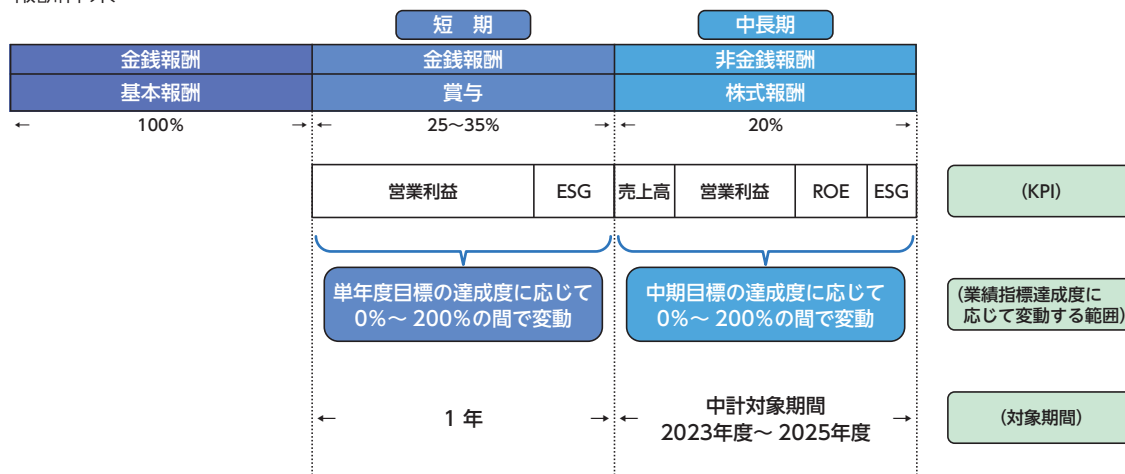 短　期
中長期
金銭報酬
金銭報酬
非金銭報酬
基本報酬
賞与
株式報酬
← 100% →
← 25～35% →
← 20% →
営業利益
ESG
売上高
営業利益
ROE
ESG
(KPI)
単年度目標の達成度に応じて
0%～200%の間で変動
中期目標の達成度に応じて
0%～200%の間で変動
(業績指標達成度に
応じて変動する範囲)
← 1 年 →
← 中計対象期間 →
2023年度～2025年度
(対象期間)